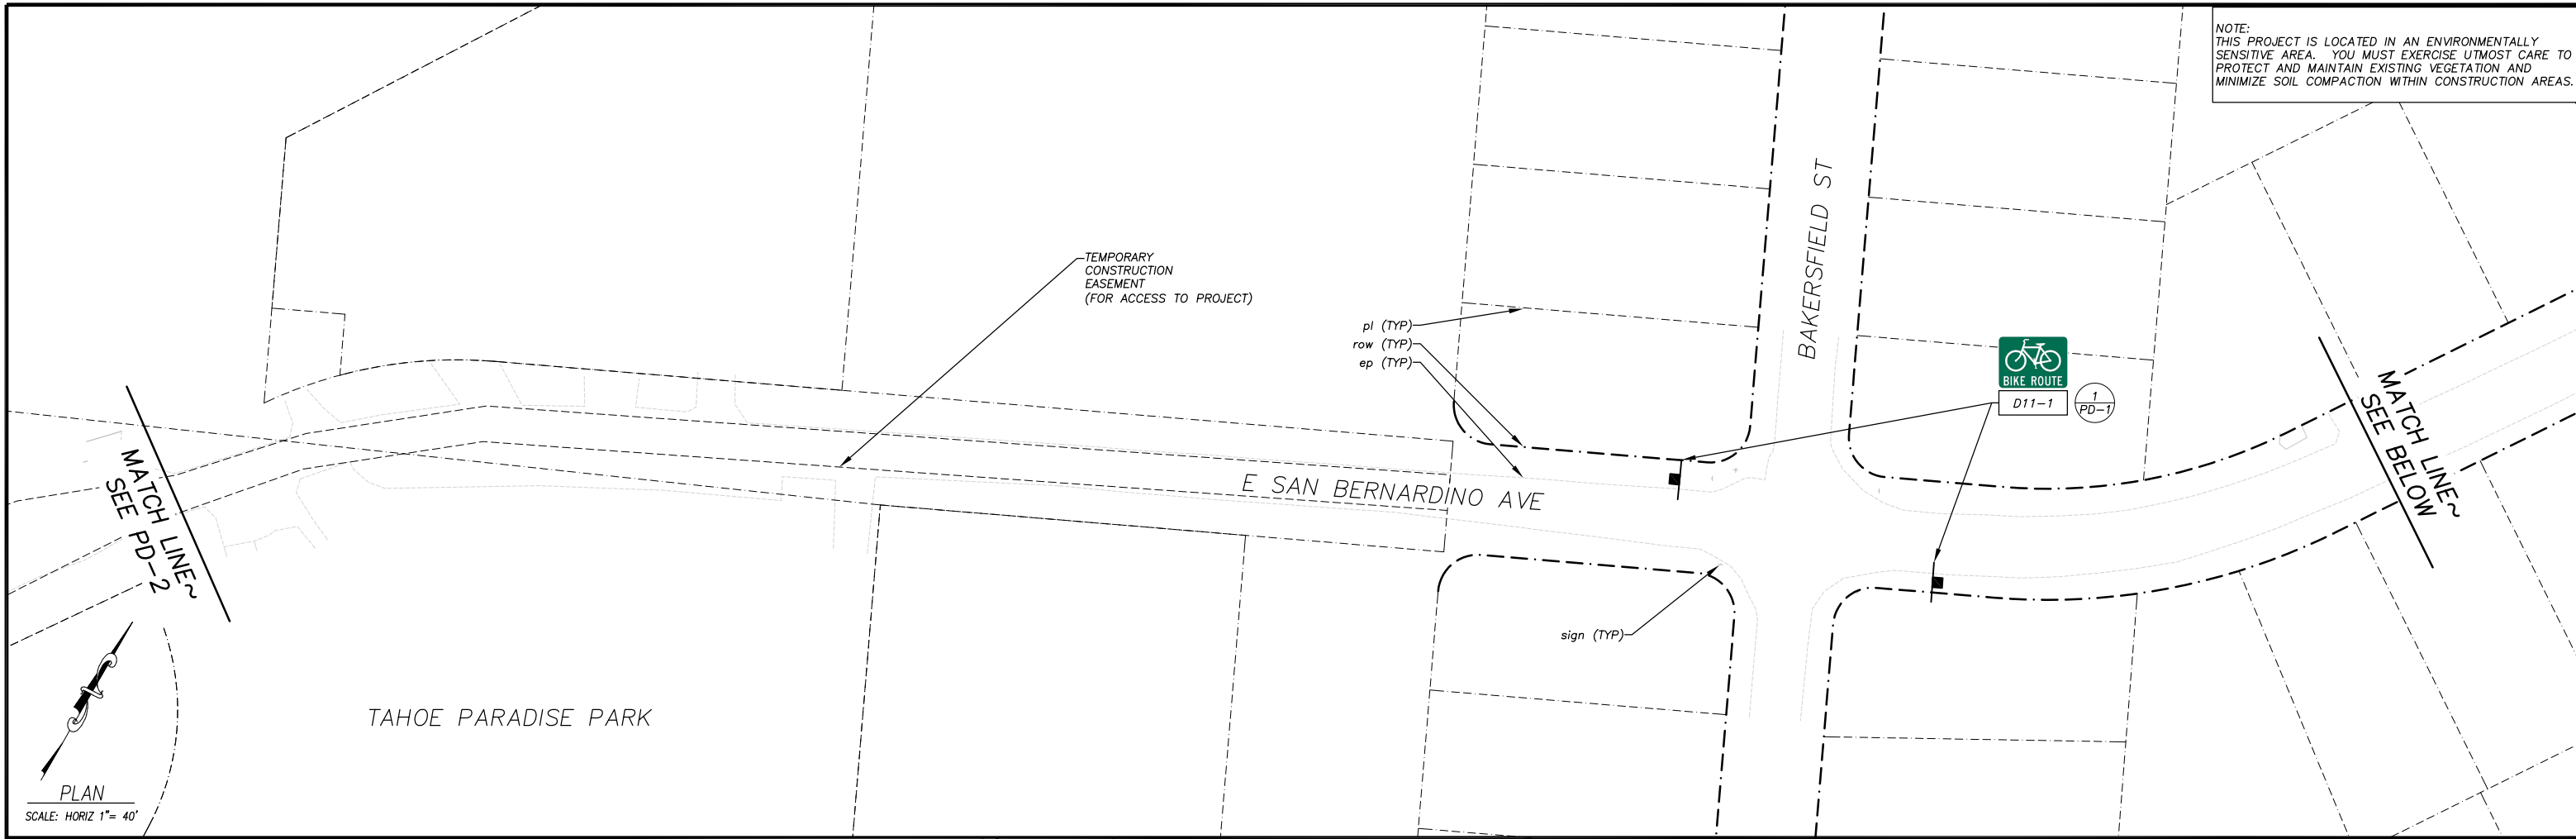 NOTE:
THIS PROJECT IS LOCATED IN AN ENVIRONMENTALLY
SENSITIVE AREA. YOU MUST EXERCISE UTMOST CARE TO
PROTECT AND MAINTAIN EXISTING VEGETATION AND
MINIMIZE SOIL COMPACTION WITHIN CONSTRUCTION AREAS.
BAKERSFIELD ST
TEMPORARY
CONSTRUCTION
EASEMENT
(FOR ACCESS TO PROJECT)
pl (TYP)
row (TYP)
ep (TYP)
BIKE ROUTE
D11-1
1
PD-1
MATCH LINE~
SEE BELOW
MATCH LINE~
SEE PD-2
E SAN BERNARDINO AVE
sign (TYP)
TAHOE PARADISE PARK
PLAN
SCALE: HORIZ 1"= 40'